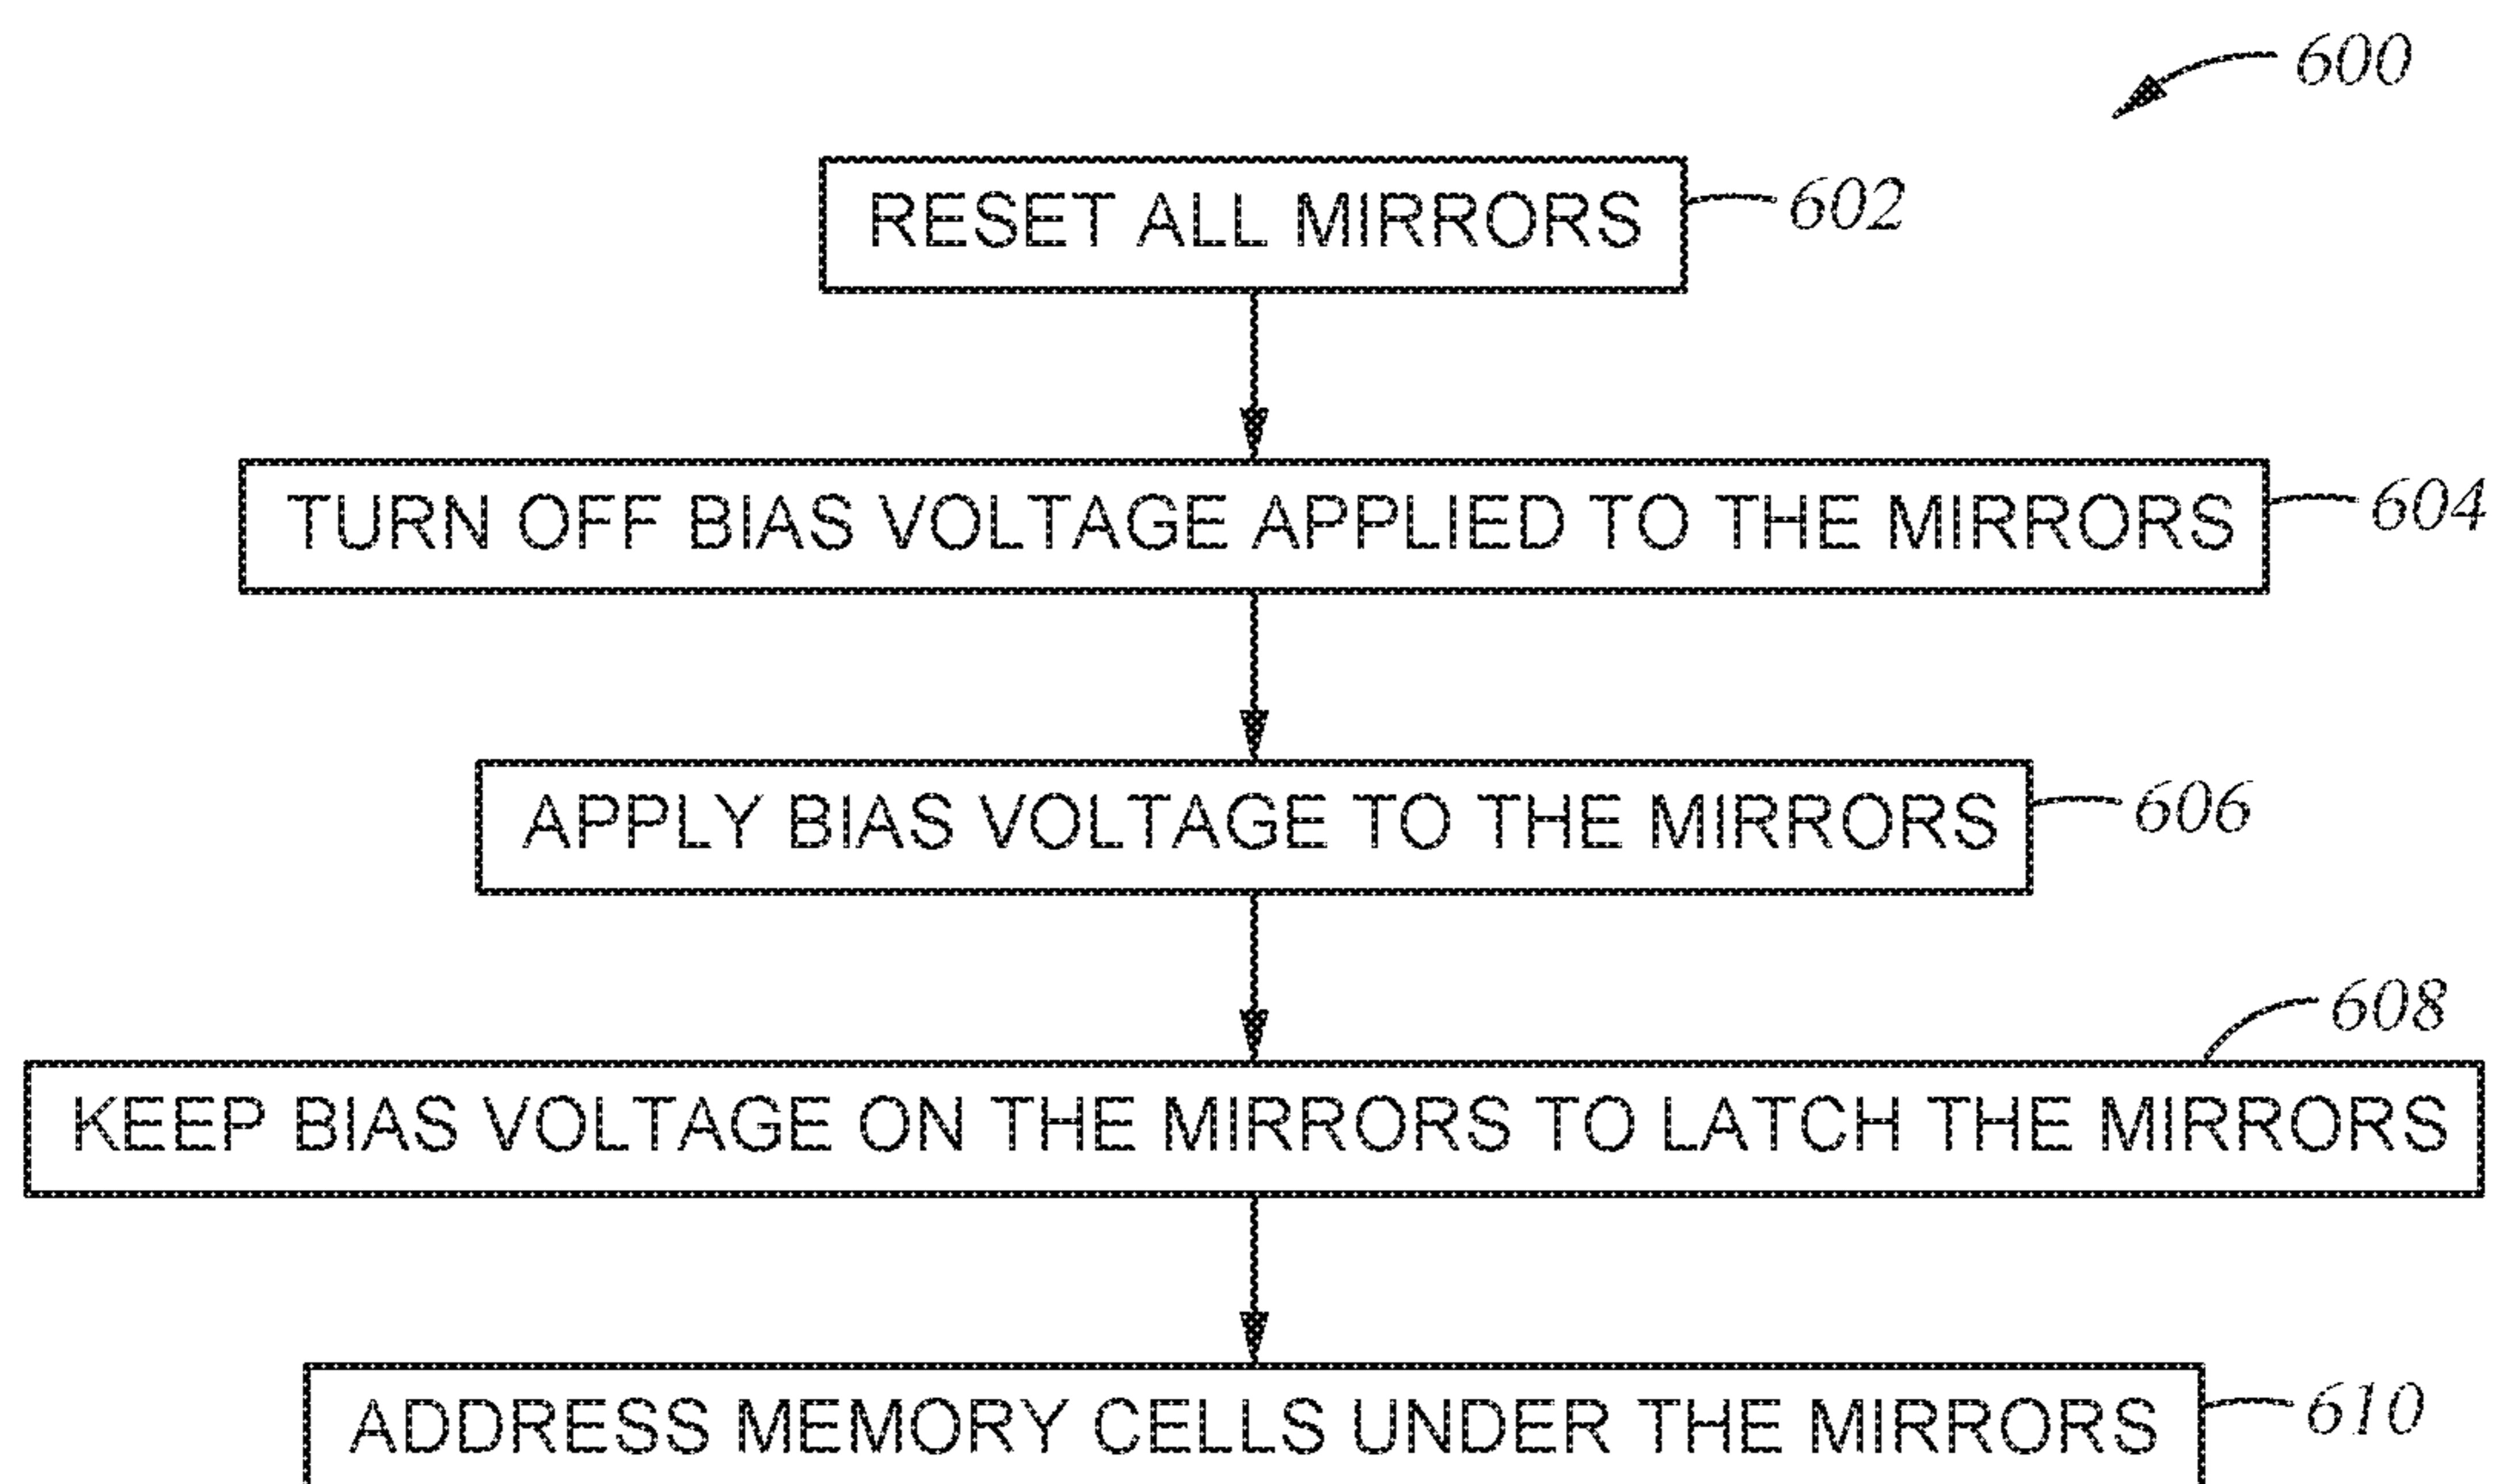 600
RESET ALL MIRRORS 602
TURN OFF BIAS VOLTAGE APPLIED TO THE MIRRORS 604
APPLY BIAS VOLTAGE TO THE MIRRORS 606
608
KEEP BIAS VOLTAGE ON THE MIRRORS TO LATCH THE MIRRORS
ADDRESS MEMORY CELLS UNDER THE MIRRORS 610